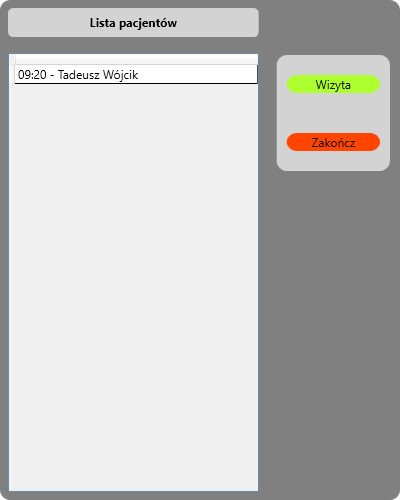 Lista pacjentów
09:20 - Tadeusz Wójcik
Wizyta
Zakończ